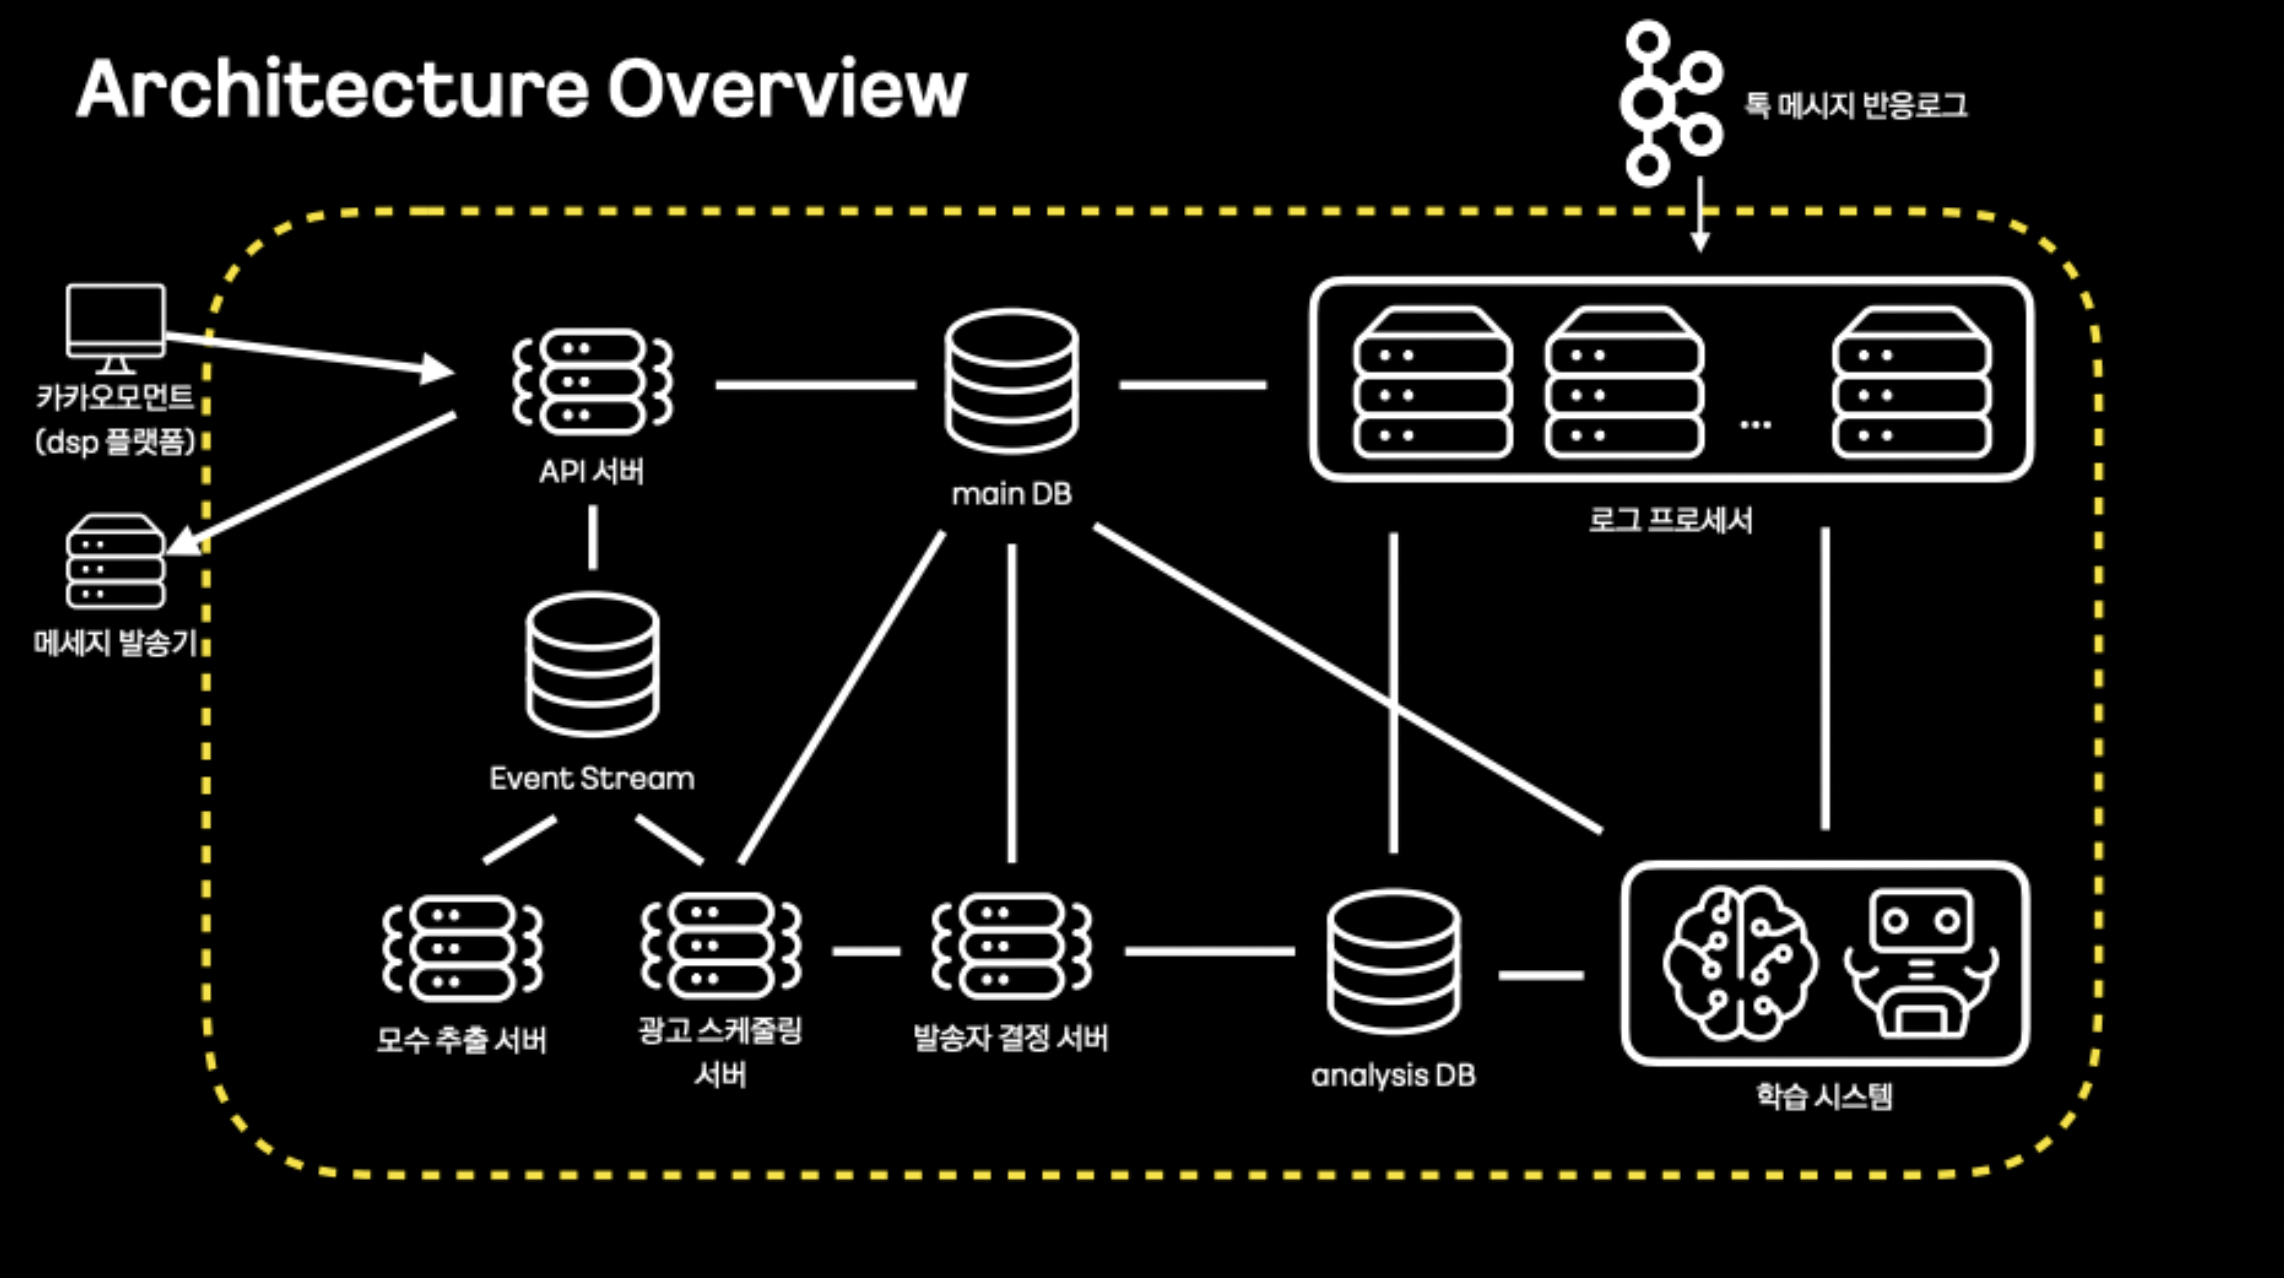 Architecture Overview
톡 메시지 반응로그
카카오모먼트
(dsp 플랫폼)
API 서버
main DB
로그 프로세서
메세지 발송기
Event Stream
모수 추출 서버
광고 스케줄링
서버
발송자 결정 서버
analysis DB
학습 시스템
...